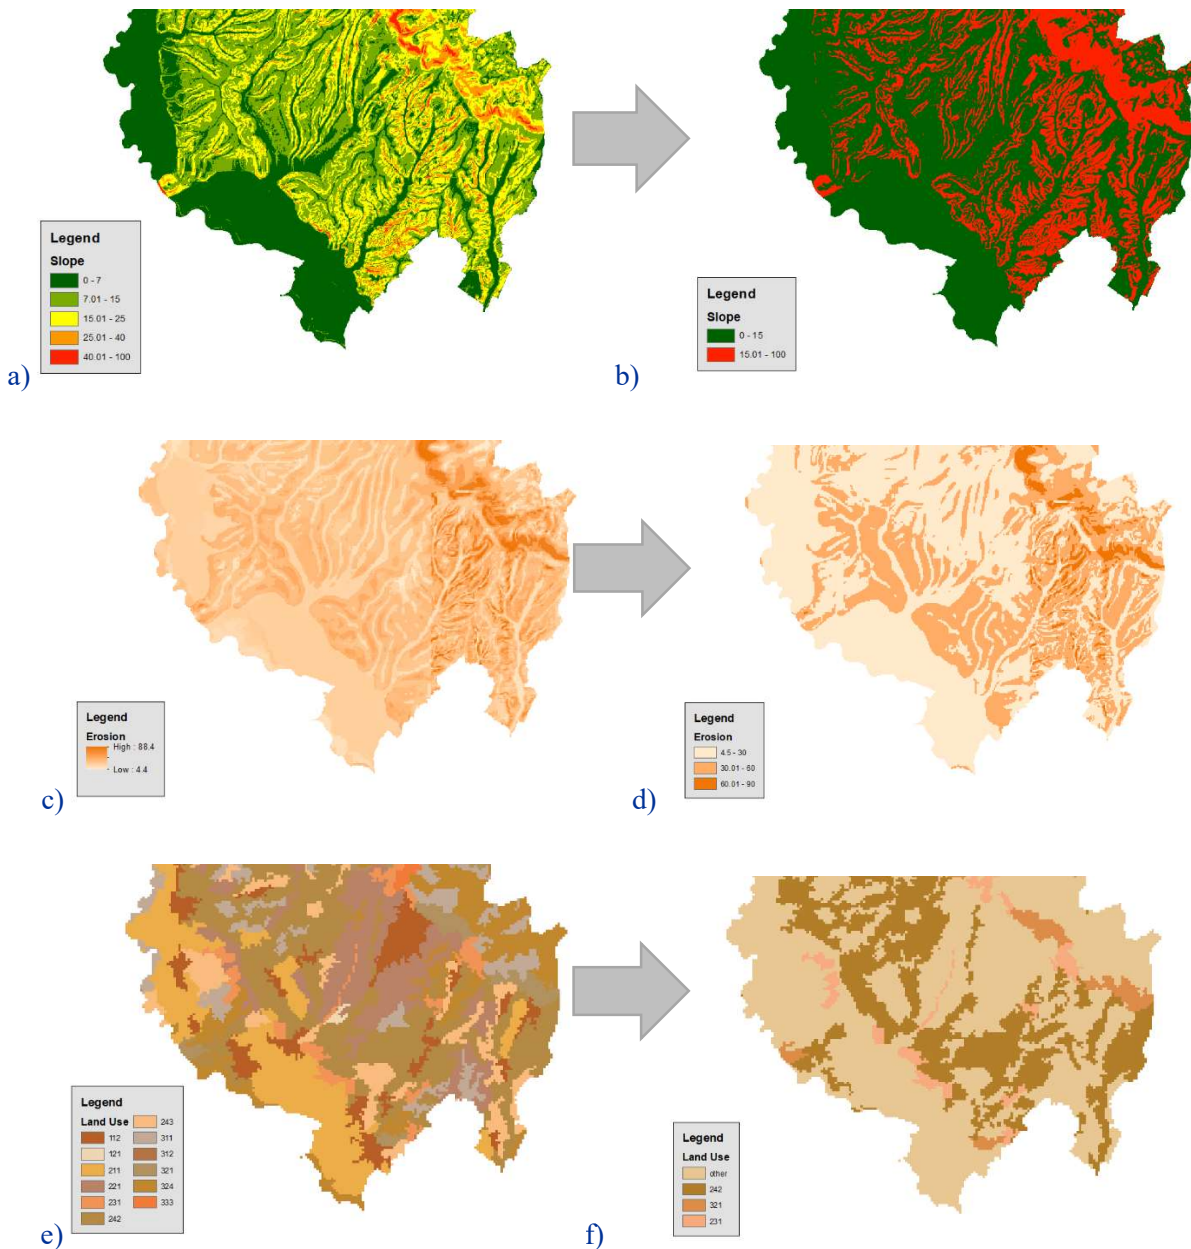 Legend
Slope
0 - 7
7.01 - 15
15.01 - 25
25.01 - 40
40.01 - 100
a)
Legend
Slope
0 - 15
15.01 - 100
b)
Legend
Erosion
High : 88.4
Low : 4.4
c)
Legend
Erosion
4.5 - 30
30.01 - 60
60.01 - 90
d)
Legend
Land Use
112
121
211
221
231
242
243
311
312
321
324
333
e)
Legend
Land Use
other
242
321
231
f)